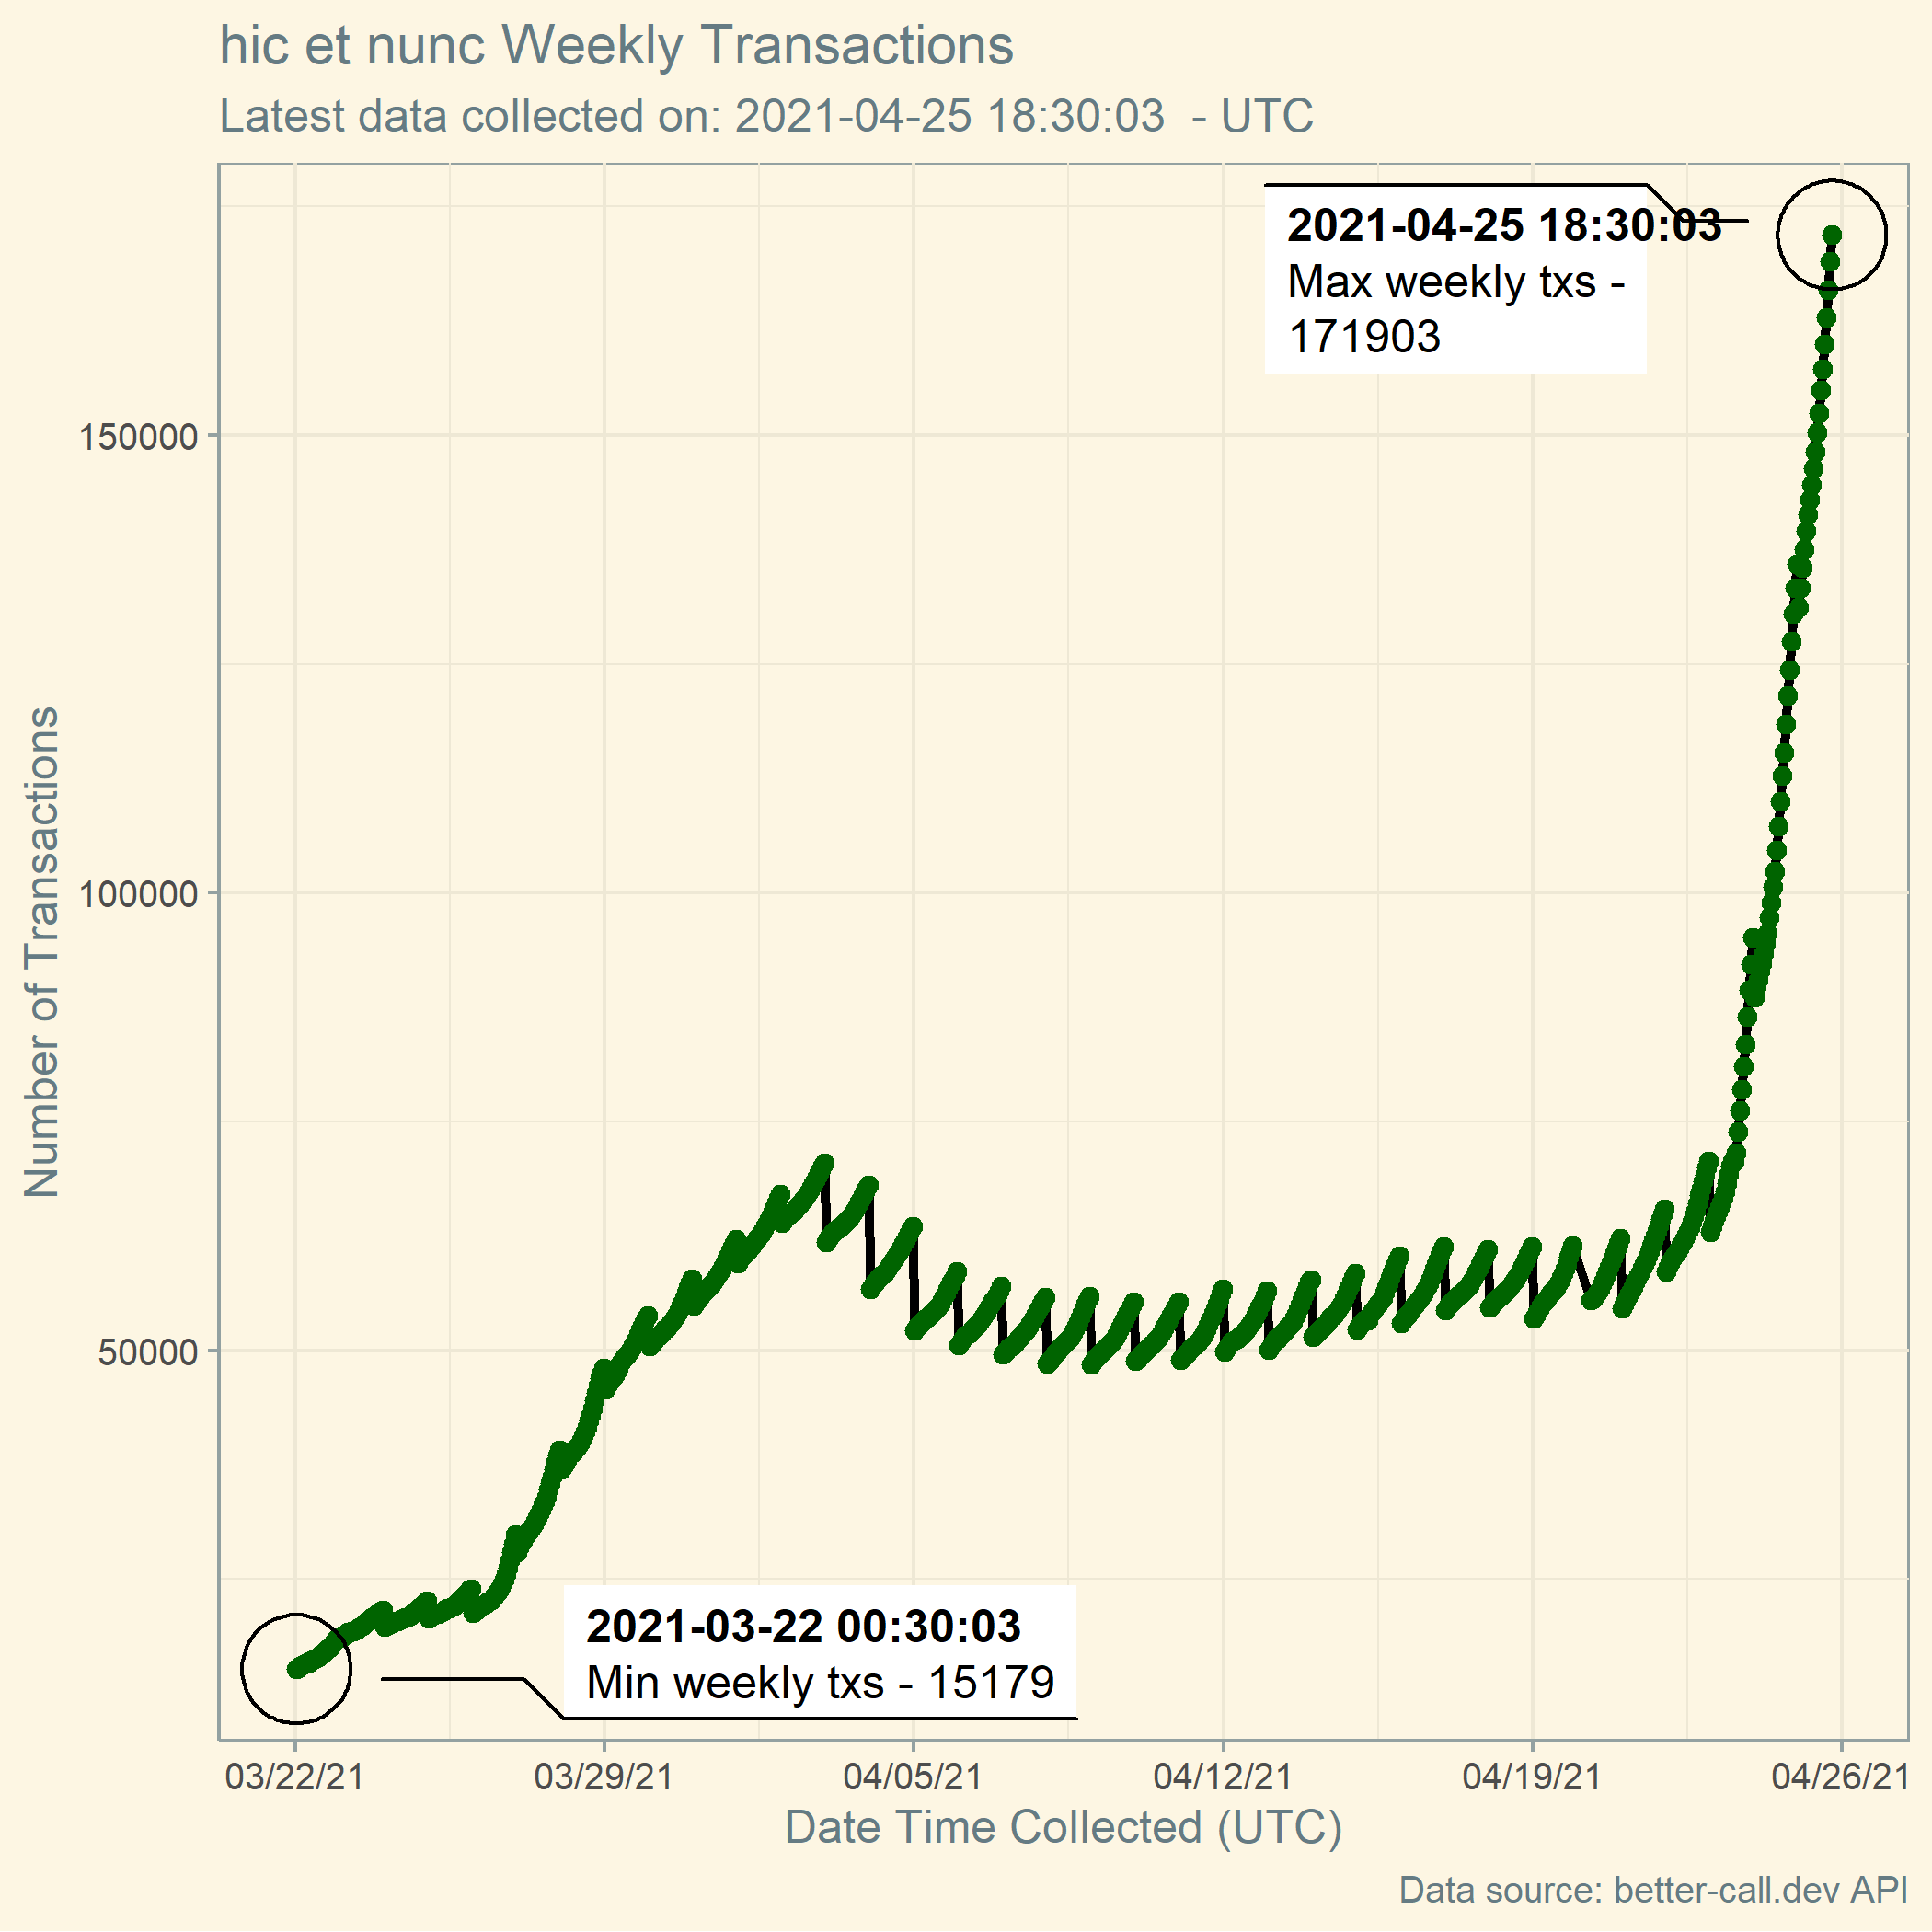 hic et nunc Weekly Transactions
Latest data collected on: 2021-04-25 18:30:03  - UTC
2021-04-25 18:30:03
Max weekly txs -
171903
150000
100000
50000
Number of Transactions
2021-03-22 00:30:03
Min weekly txs - 15179
03/22/21 03/29/21 04/05/21 04/12/21 04/19/21 04/26/21
Date Time Collected (UTC)
Data source: better-call.dev API